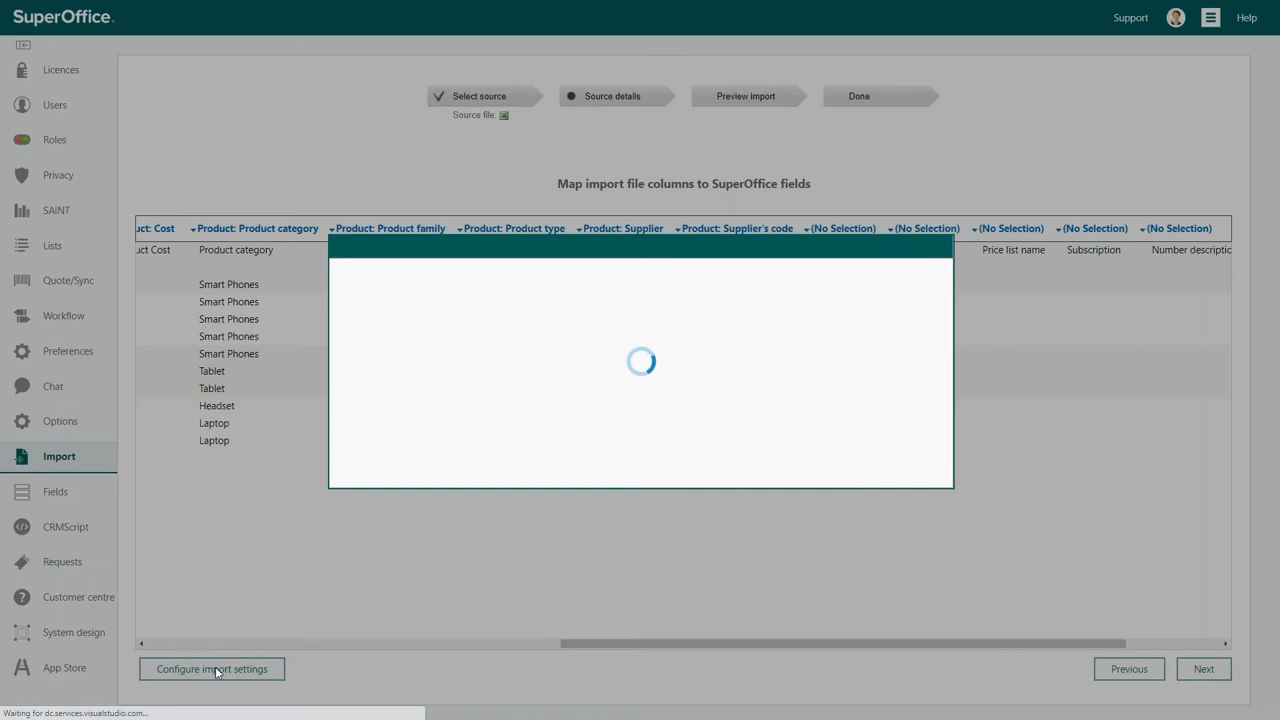 SuperOffice.
Support
Help
Licences
Users
Roles
Privacy
SAINT
Lists
Quote/Sync
Workflow
Preferences
Chat
Options
Import
Fields
CRMScript
Requests
Customer centre
System design
App Store
Select source
Source details
Preview import
Done
Source file:
Map import file columns to SuperOffice fields
uct: Cost Product: Product category Product: Product family Product: Product type Product: Supplier Product: Supplier's code (No Selection) (No Selection) (No Selection) (No Selection) (No Selection)
uct Cost Product category Price list name Subscription Number descriptio
Smart Phones
Smart Phones
Smart Phones
Smart Phones
Smart Phones
Tablet
Tablet
Headset
Laptop
Laptop
Configure import settings
Previous
Next
Waiting for dc.services.visualstudio.com...